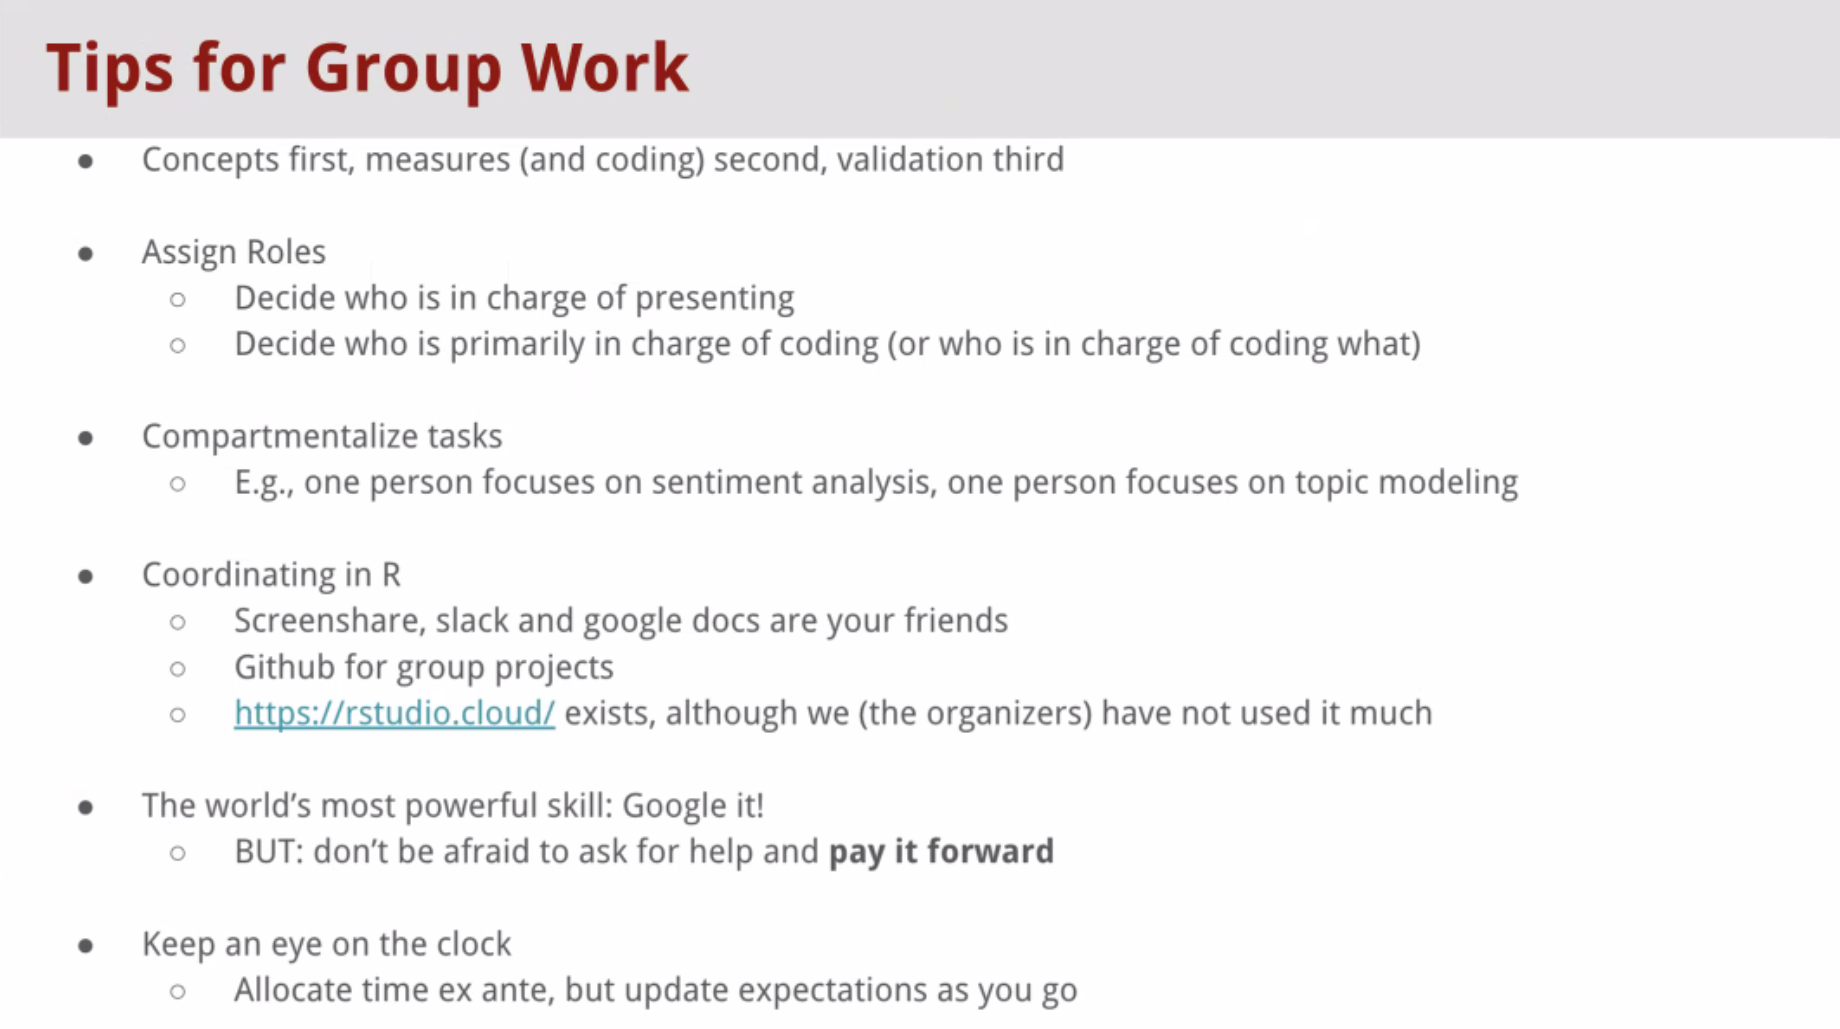 Tips for Group Work
● Concepts first, measures (and coding) second, validation third
● Assign Roles
○ Decide who is in charge of presenting
○ Decide who is primarily in charge of coding (or who is in charge of coding what)
● Compartmentalize tasks
○ E.g., one person focuses on sentiment analysis, one person focuses on topic modeling
● Coordinating in R
○ Screenshare, slack and google docs are your friends
○ Github for group projects
○ https://rstudio.cloud/ exists, although we (the organizers) have not used it much
● The world’s most powerful skill: Google it!
○ BUT: don’t be afraid to ask for help and pay it forward
● Keep an eye on the clock
○ Allocate time ex ante, but update expectations as you go